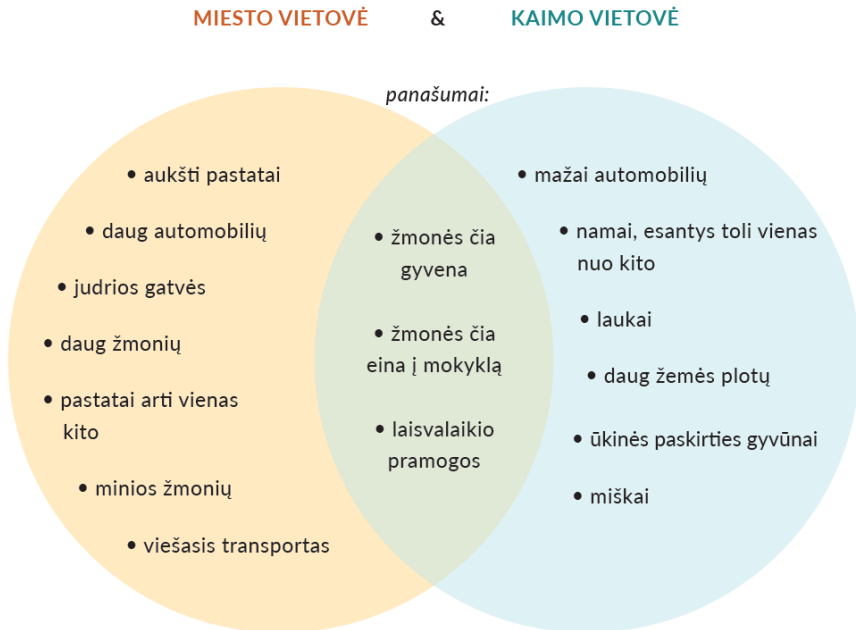 MIESTO VIETOVĖ & KAIMO VIETOVĖ
panašumai:
• aukšti pastatai
• daug automobilių
• judrios gatvės
• daug žmonių
• pastatai arti vienas
kito
• minios žmonių
• viešasis transportas
• žmonės čia
gyvena
• žmonės čia
eina į mokyklą
• laisvalaikio
pramogos
• mažai automobilių
• namai, esantys toli vienas
nuo kito
• laukai
• daug žemės plotų
• ūkinės paskirties gyvūnai
• miškai